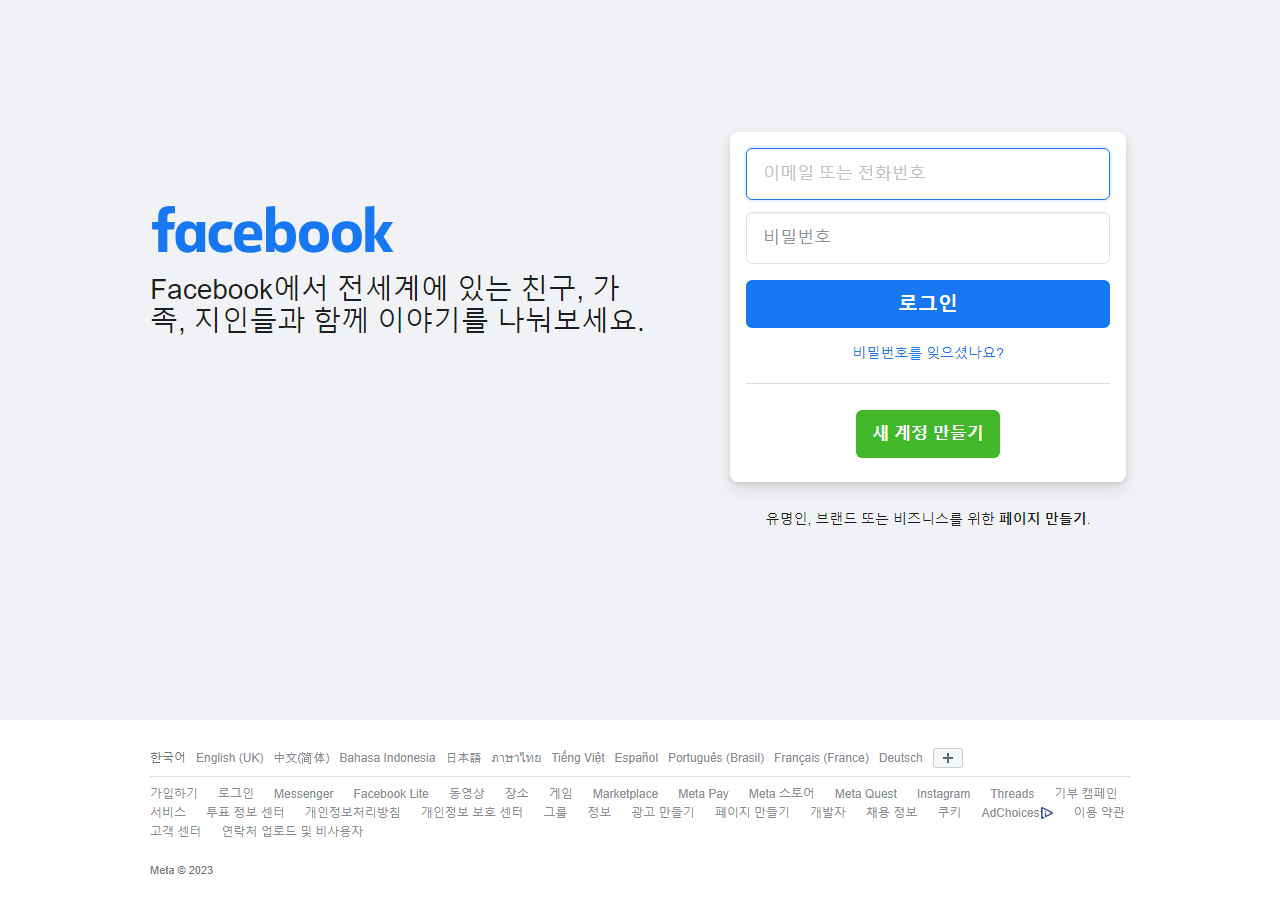 facebook
Facebook에서 전세계에 있는 친구, 가
족, 지인들과 함께 이야기를 나눠보세요.
이메일 또는 전화번호
비밀번호
로그인
비밀번호를 잊으셨나요?
새 계정 만들기
유명인, 브랜드 또는 비즈니스를 위한 페이지 만들기.
한국어 English (UK) 中文(简体) Bahasa Indonesia 日本語 ภาษาไทย Tiếng Việt Español Português (Brasil) Français (France) Deutsch
가입하기 로그인 Messenger Facebook Lite 동영상 장소 게임 Marketplace Meta Pay Meta 스토어 Meta Quest Instagram Threads 기부 캠페인
서비스 투표 정보 센터 개인정보처리방침 개인정보 보호 센터 그룹 정보 광고 만들기 페이지 만들기 개발자 채용 정보 쿠키 AdChoices 이용 약관
고객 센터 연락처 업로드 및 비사용자
Meta © 2023